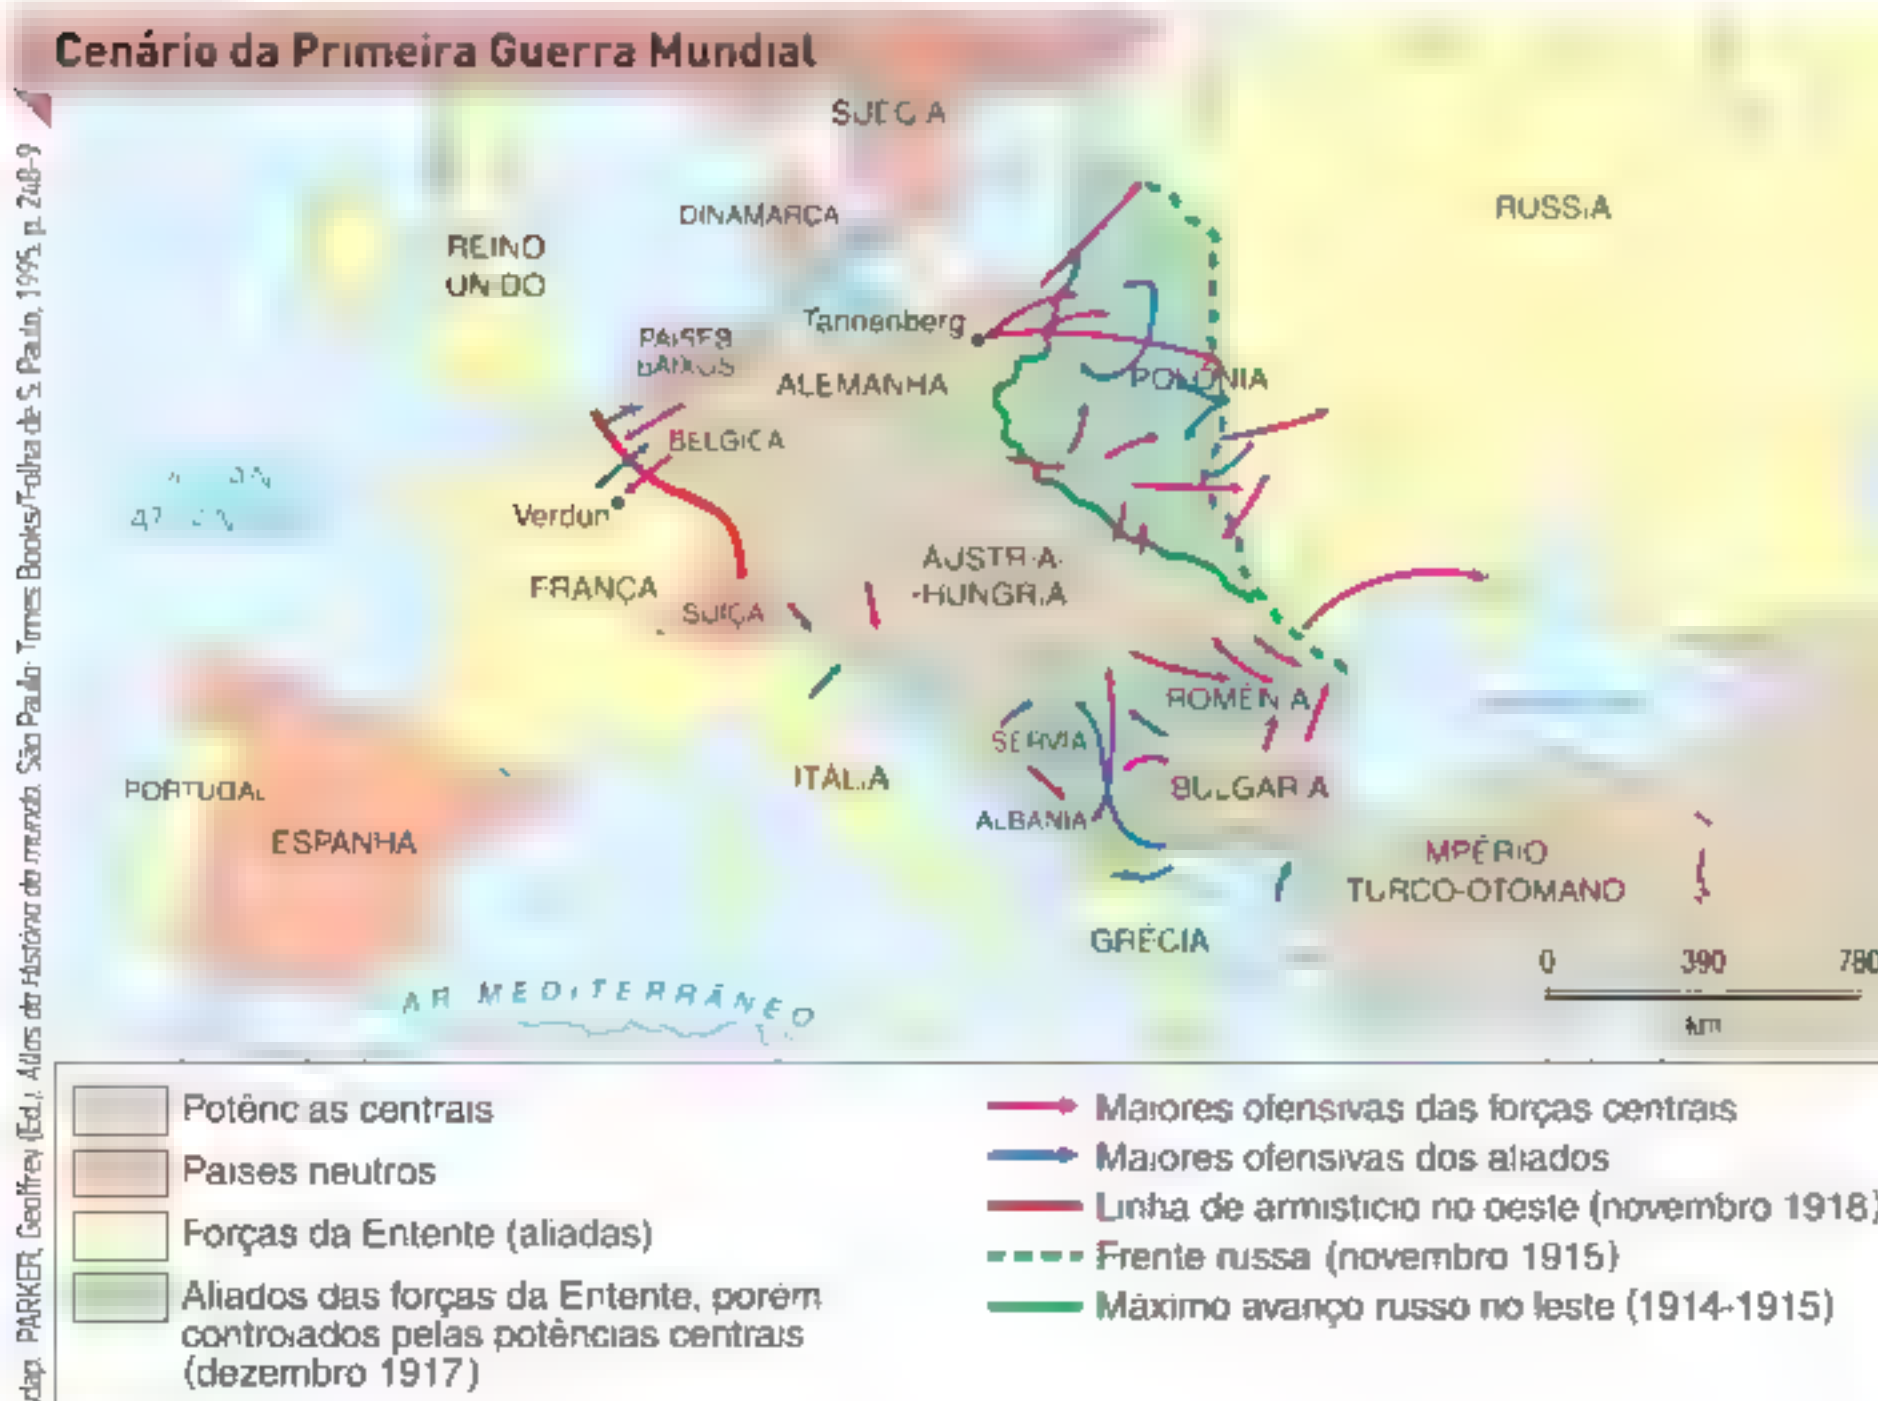 Cenário da Primeira Guerra Mundial
PARKER, Geoffrey (Ed.). Atlas da História do mundo. São Paulo: Times Books/Folha de S. Paulo, 1995. p. 248-9
SUÉCIA
DINAMARCA
RÚSSIA
REINO
UNIDO
Tannenberg
PAÍSES
BAIXOS
ALEMANHA
POLÔNIA
BÉLGICA
Verdun
FRANÇA
SUÍÇA
ÁUSTRIA-
-HUNGRIA
ROMÊNIA
SÉRVIA
ITÁLIA
BULGÁRIA
PORTUGAL
ALBÂNIA
ESPANHA
IMPÉRIO
TURCO-OTOMANO
GRÉCIA
MAR MEDITERRÂNEO
0 390 780
km
Potências centrais
Países neutros
Forças da Entente (aliadas)
Aliados das forças da Entente, porém
controlados pelas potências centrais
(dezembro 1917)
Maiores ofensivas das forças centrais
Maiores ofensivas dos aliados
Linha de armistício no oeste (novembro 1918)
Frente russa (novembro 1915)
Máximo avanço russo no leste (1914-1915)